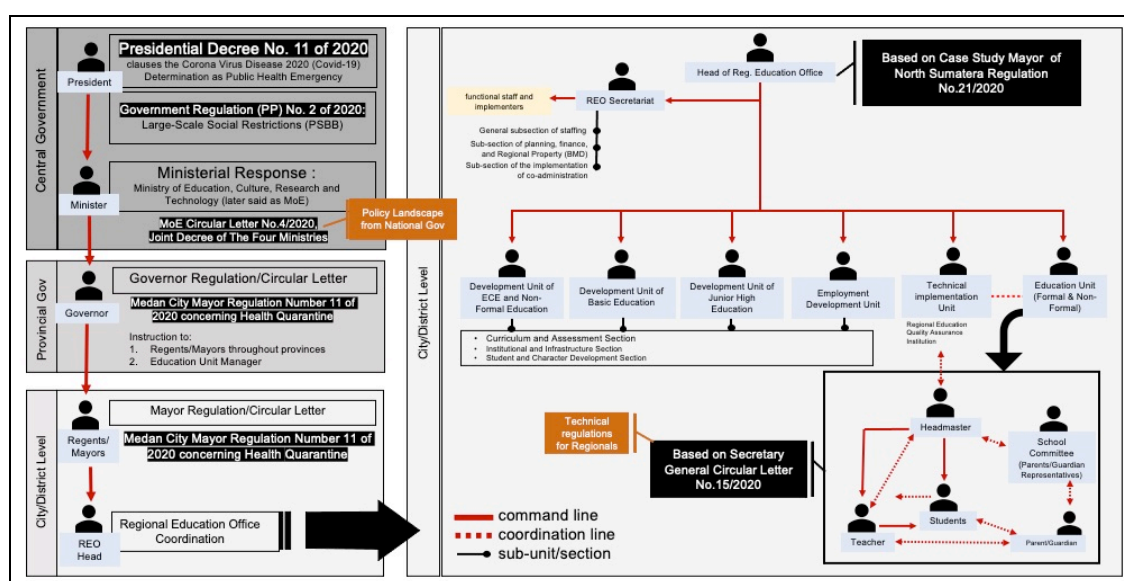 Central Government
President
Presidential Decree No. 11 of 2020
clauses the Corona Virus Disease 2020 (Covid-19)
Determination as Public Health Emergency
Government Regulation (PP) No. 2 of 2020:
Large-Scale Social Restrictions (PSBB)
Minister
Ministerial Response :
Ministry of Education, Culture, Research and
Technology (later said as MoE)
MoE Circular Letter No.4/2020,
Joint Decree of The Four Ministries
Policy Landscape
from National Gov
Provincial Gov
Governor
Governor Regulation/Circular Letter
Medan City Mayor Regulation Number 11 of
2020 concerning Health Quarantine
Instruction to:
1. Regents/Mayors throughout provinces
2. Education Unit Manager
City/District Level
Regents/
Mayors
Mayor Regulation/Circular Letter
Medan City Mayor Regulation Number 11 of
2020 concerning Health Quarantine
REO
Head
Regional Education Office
Coordination
City/District Level
Head of Reg. Education Office
Based on Case Study Mayor of
North Sumatera Regulation
No.21/2020
functional staff and
implementers
REO Secretariat
General subsection of staffing
Sub-section of planning, finance,
and Regional Property (BMD)
Sub-section of the implementation
of co-administration
Development Unit of
ECE and Non-
Formal Education
Development Unit of
Basic Education
Development Unit of
Junior High
Education
Employment
Development Unit
Technical
implementation
Unit
Education Unit
(Formal & Non-
Formal)
• Curriculum and Assessment Section
• Institutional and Infrastructure Section
• Student and Character Development Section
Regional Education
Quality Assurance
Institution
Technical
regulations
for Regionals
Based on Secretary
General Circular Letter
No.15/2020
Headmaster
School
Committee
(Parents/Guardian
Representatives)
Students
Teacher
Parent/Guardian
command line
coordination line
sub-unit/section